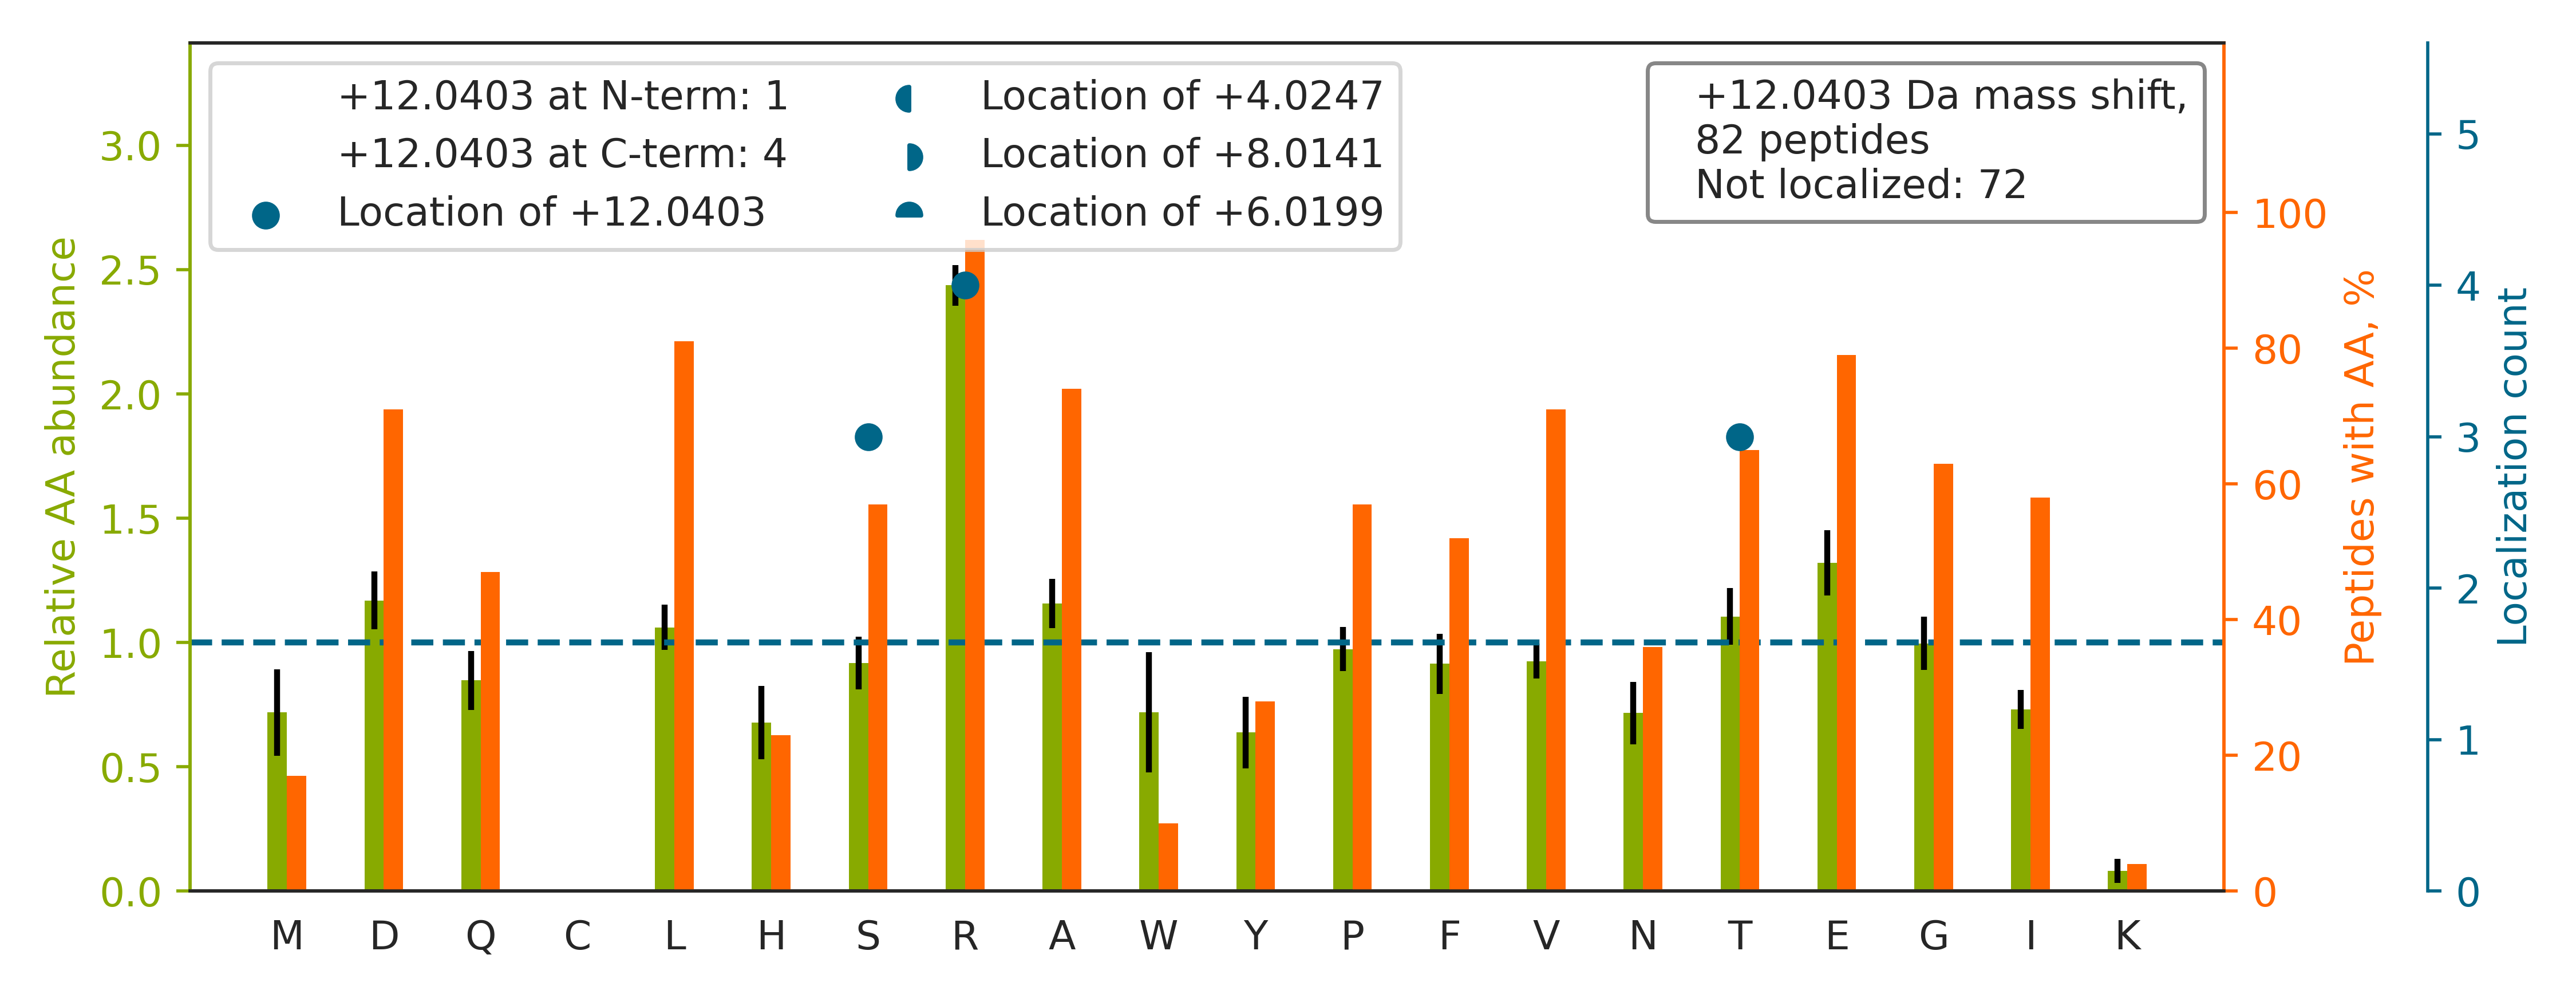 +12.0403 at N-term: 1
+12.0403 at C-term: 4
Location of +12.0403
Location of +4.0247
Location of +8.0141
Location of +6.0199
+12.0403 Da mass shift,
82 peptides
Not localized: 72
Relative AA abundance
3.0
2.5
2.0
1.5
1.0
0.5
0.0
M D Q C L H S R A W Y P F V N T E G I K
100
80
60
40
20
0
Peptides with AA, %
5
4
3
2
1
0
Localization count